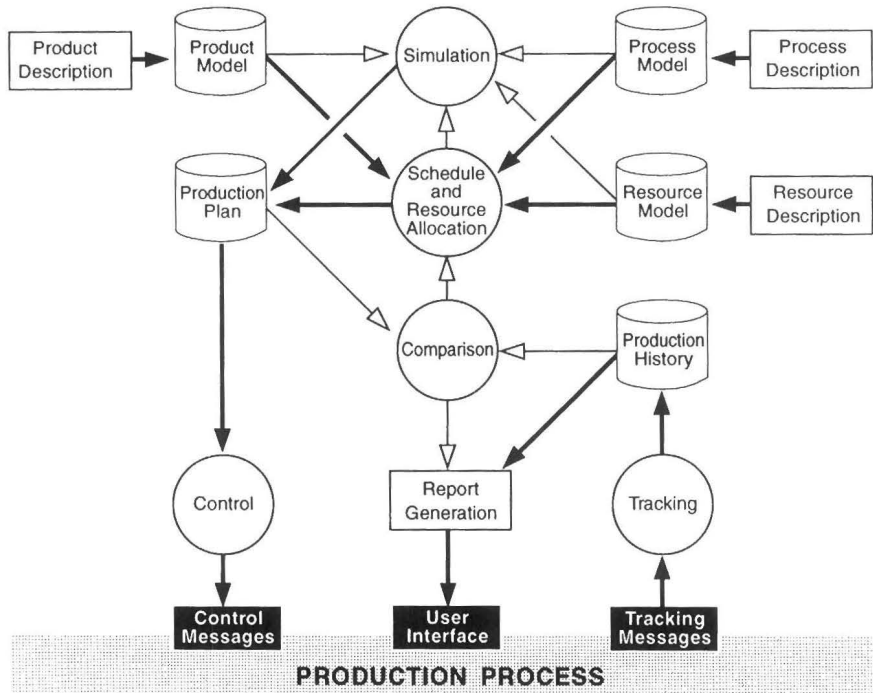 Product
Description
Product
Model
Simulation
Process
Model
Process
Description
Production
Plan
Schedule
and
Resource
Allocation
Resource
Model
Resource
Description
Comparison
Production
History
Control
Report
Generation
Tracking
Control
Messages
User
Interface
Tracking
Messages
PRODUCTION PROCESS